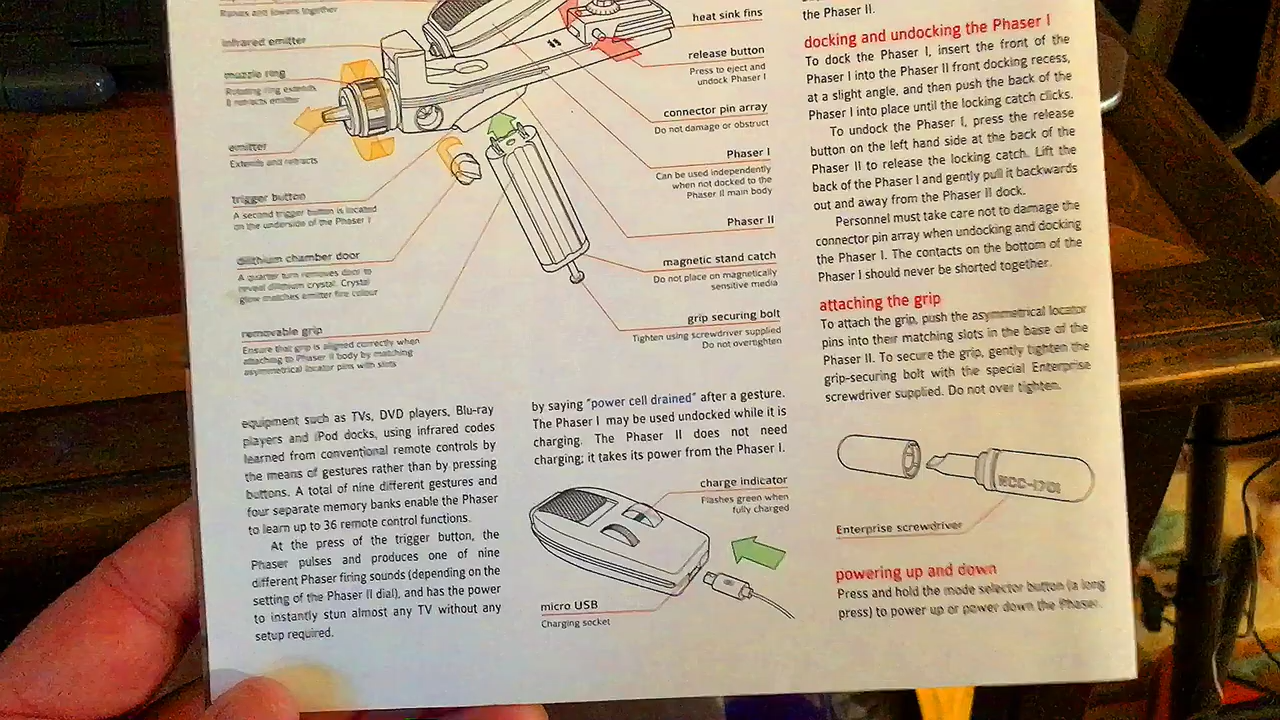 Raises and lowers together
infrared emitter
muzzle ring
Rotating ring extends
& retracts emitter
emitter
Extends and retracts
trigger button
A second trigger button is located
on the underside of the Phaser I
dilithium chamber door
A quarter turn removes door to
reveal dilithium crystal. Crystal
glow matches emitter fire colour
removable grip
Ensure that grip is aligned correctly when
attaching to Phaser II body by matching
asymmetrical locator pins with slots
heat sink fins
release button
Press to eject and
undock Phaser I
connector pin array
Do not damage or obstruct
Phaser I
Can be used independently
when not docked to the
Phaser II main body
Phaser II
magnetic stand catch
Do not place on magnetically
sensitive media
grip securing bolt
Tighten using screwdriver supplied
Do not overtighten
equipment such as TVs, DVD players, Blu-ray
players and iPod docks, using infrared codes
learned from conventional remote controls by
the means of gestures rather than by pressing
buttons. A total of nine different gestures and
four separate memory banks enable the Phaser
to learn up to 36 remote control functions.
At the press of the trigger button, the
Phaser pulses and produces one of nine
different Phaser firing sounds (depending on the
setting of the Phaser II dial), and has the power
to instantly stun almost any TV without any
setup required.
by saying "power cell drained" after a gesture.
The Phaser I may be used undocked while it is
charging. The Phaser II does not need
charging; it takes its power from the Phaser I.
charge indicator
Flashes green when
fully charged
micro USB
Charging socket
the Phaser II.
docking and undocking the Phaser I
To dock the Phaser I, insert the front of the
Phaser I into the Phaser II front docking recess,
at a slight angle, and then push the back of the
Phaser I into place until the locking catch clicks.
To undock the Phaser I, press the release
button on the left hand side at the back of the
Phaser II to release the locking catch. Lift the
back of the Phaser I and gently pull it backwards
out and away from the Phaser II dock.
Personnel must take care not to damage the
connector pin array when undocking and docking
the Phaser I. The contacts on the bottom of the
Phaser I should never be shorted together.
attaching the grip
To attach the grip, push the asymmetrical locator
pins into their matching slots in the base of the
Phaser II. To secure the grip, gently tighten the
grip-securing bolt with the special Enterprise
screwdriver supplied. Do not over tighten.
NCC-1701
Enterprise screwdriver
powering up and down
Press and hold the mode selector button (a long
press) to power up or power down the Phaser.